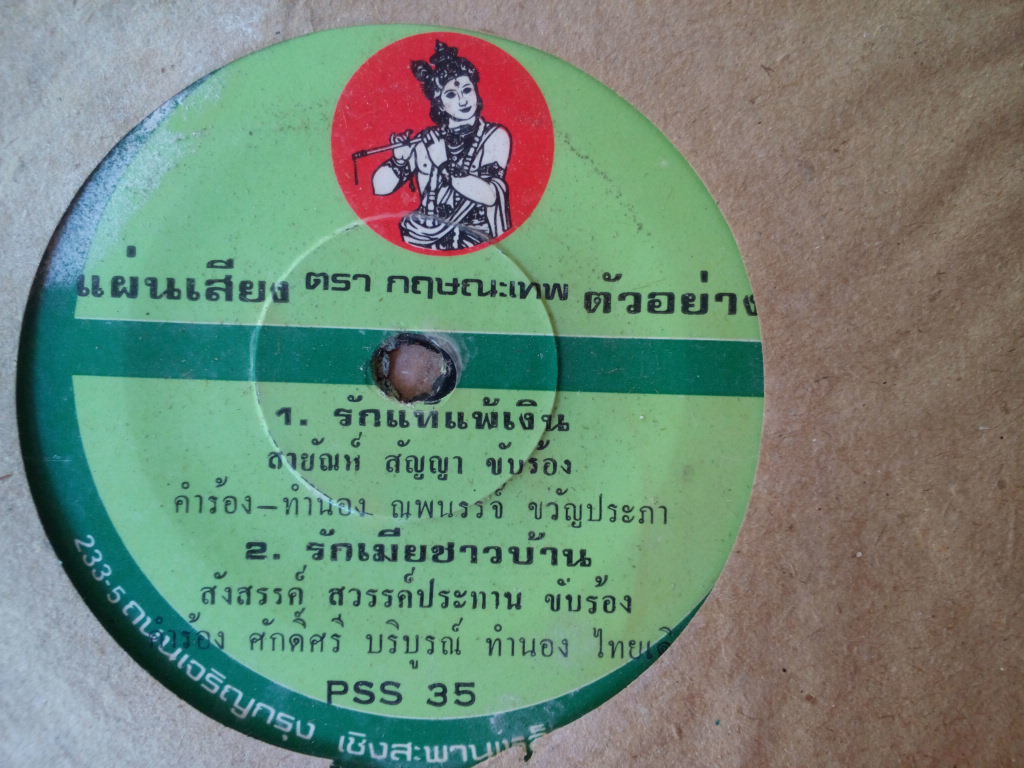 แผ่นเสียง ตรา กฤษณะเทพ ตัวอย่าง
1. รักแท้แพ้เงิน
สายัณห์ สัญญา ขับร้อง
คำร้อง–ทำนอง ณพนรรจ์ ขวัญประภา
2. รักเมียชาวบ้าน
สังสรรค์ สวรรค์ประทาน ขับร้อง
คำร้อง ศักดิ์ศรี บริบูรณ์ ทำนอง
PSS 35
233-5 ถนนเจริญกรุง